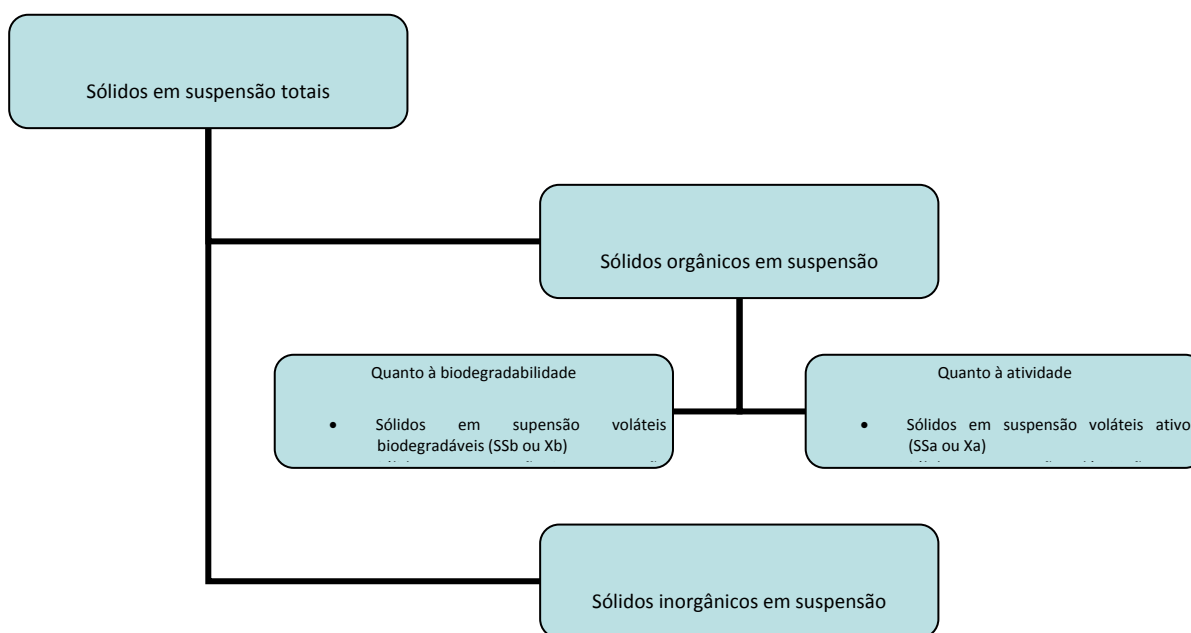 Sólidos em suspensão totais
Sólidos orgânicos em suspensão
Quanto à biodegradabilidade
• Sólidos em supensão voláteis
biodegradáveis (SSb ou Xb)
Quanto à atividade
• Sólidos em suspensão voláteis ativo
(SSa ou Xa)
Sólidos inorgânicos em suspensão